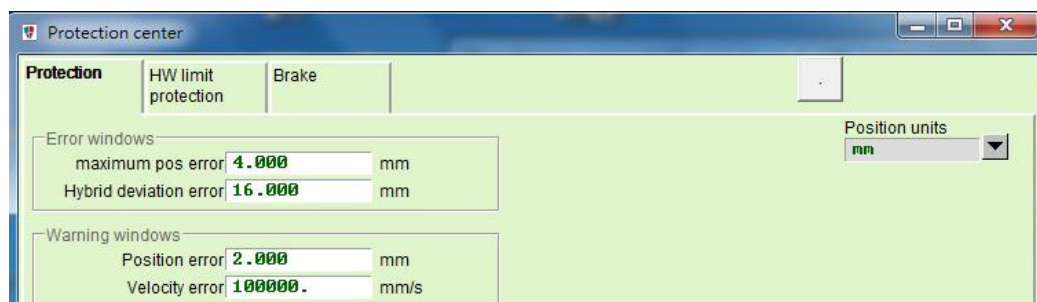 Protection center
Protection HW limit protection Brake .
Position units
mm
Error windows
maximum pos error 4.000 mm
Hybrid deviation error 16.000 mm
Warning windows
Position error 2.000 mm
Velocity error 100000. mm/s